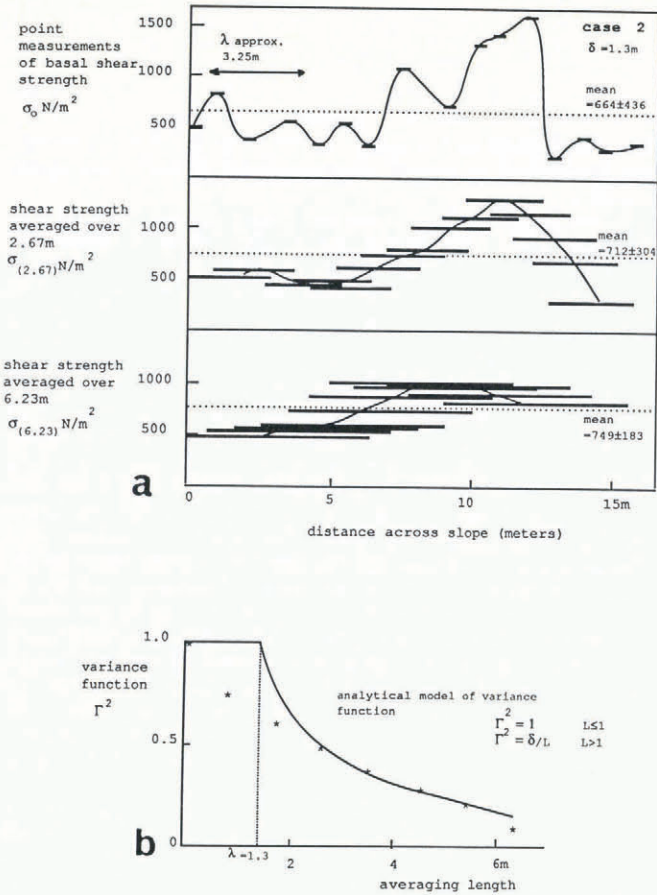 point
measurements
of basal shear
strength
σo N/m2
1500
1000
500
λ approx.
3.25m
case 2
δ =1.3m
mean
=664±436
shear strength
averaged over
2.67m
σ(2.67)N/m2
1000
500
mean
=712±304
shear strength
averaged over
6.23m
σ(6.23)N/m2
1000
500
mean
=749±183
a
0 5 10 15m
distance across slope (meters)
variance
function
Γ2
1.0
0.5
0
analytical model of variance
function
Γ2 = 1 L≤1
Γ2 = δ/L L>1
b
λ=1.3 2 4 6m
averaging length